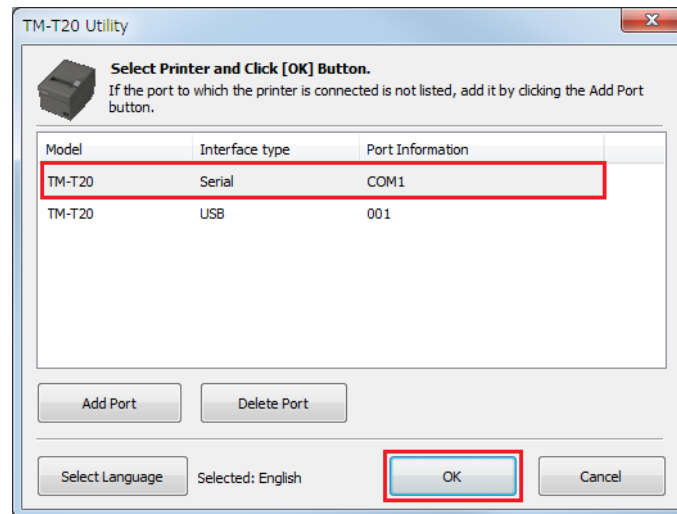 TM-T20 Utility
Select Printer and Click [OK] Button.
If the port to which the printer is connected is not listed, add it by clicking the Add Port
button.
Model Interface type Port Information
TM-T20 Serial COM1
TM-T20 USB 001
Add Port Delete Port
Select Language Selected: English OK Cancel